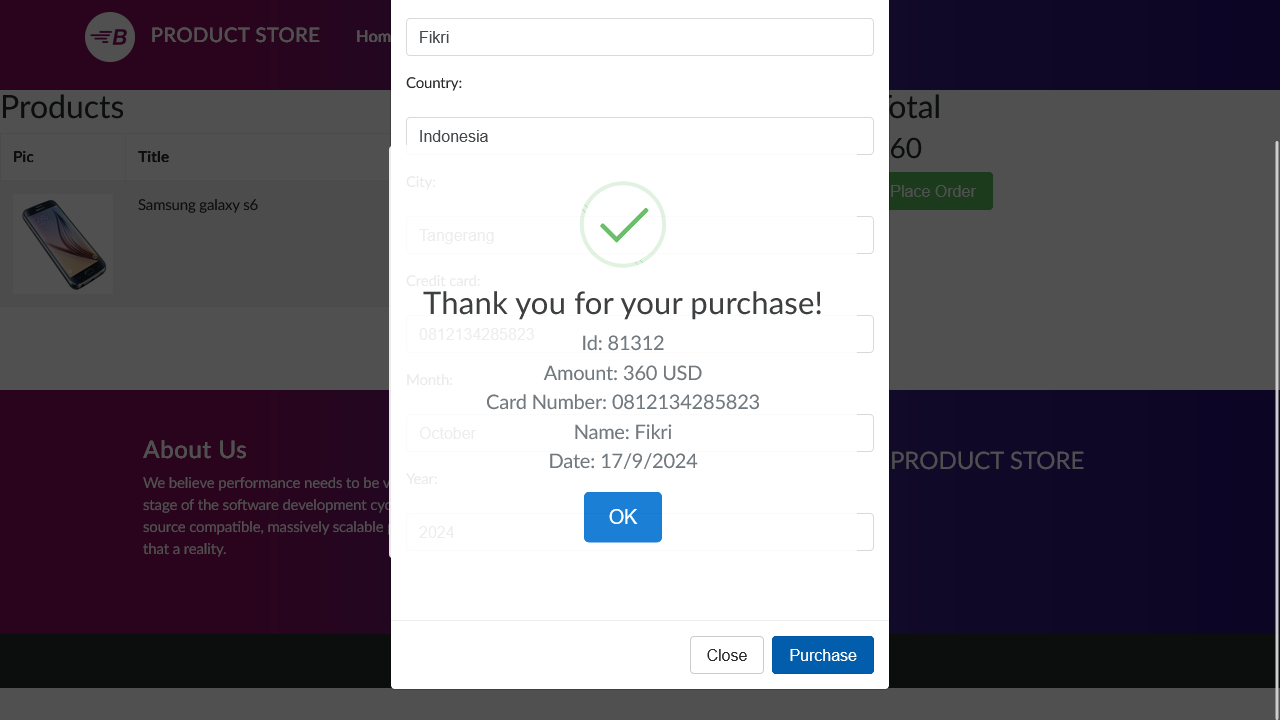 B PRODUCT STORE Hom
Fikri
Country:
Indonesia
Products
Pic Title
Samsung galaxy s6
otal
60
Place Order
City:
Tangerang
Credit card:
Thank you for your purchase!
0812134285823
Id: 81312
Amount: 360 USD
Month:
Card Number: 0812134285823
October
Name: Fikri
Date: 17/9/2024
Year:
2024
OK
About Us
We believe performance needs to be v
stage of the software development cyc
source compatible, massively scalable p
that a reality.
PRODUCT STORE
Close Purchase